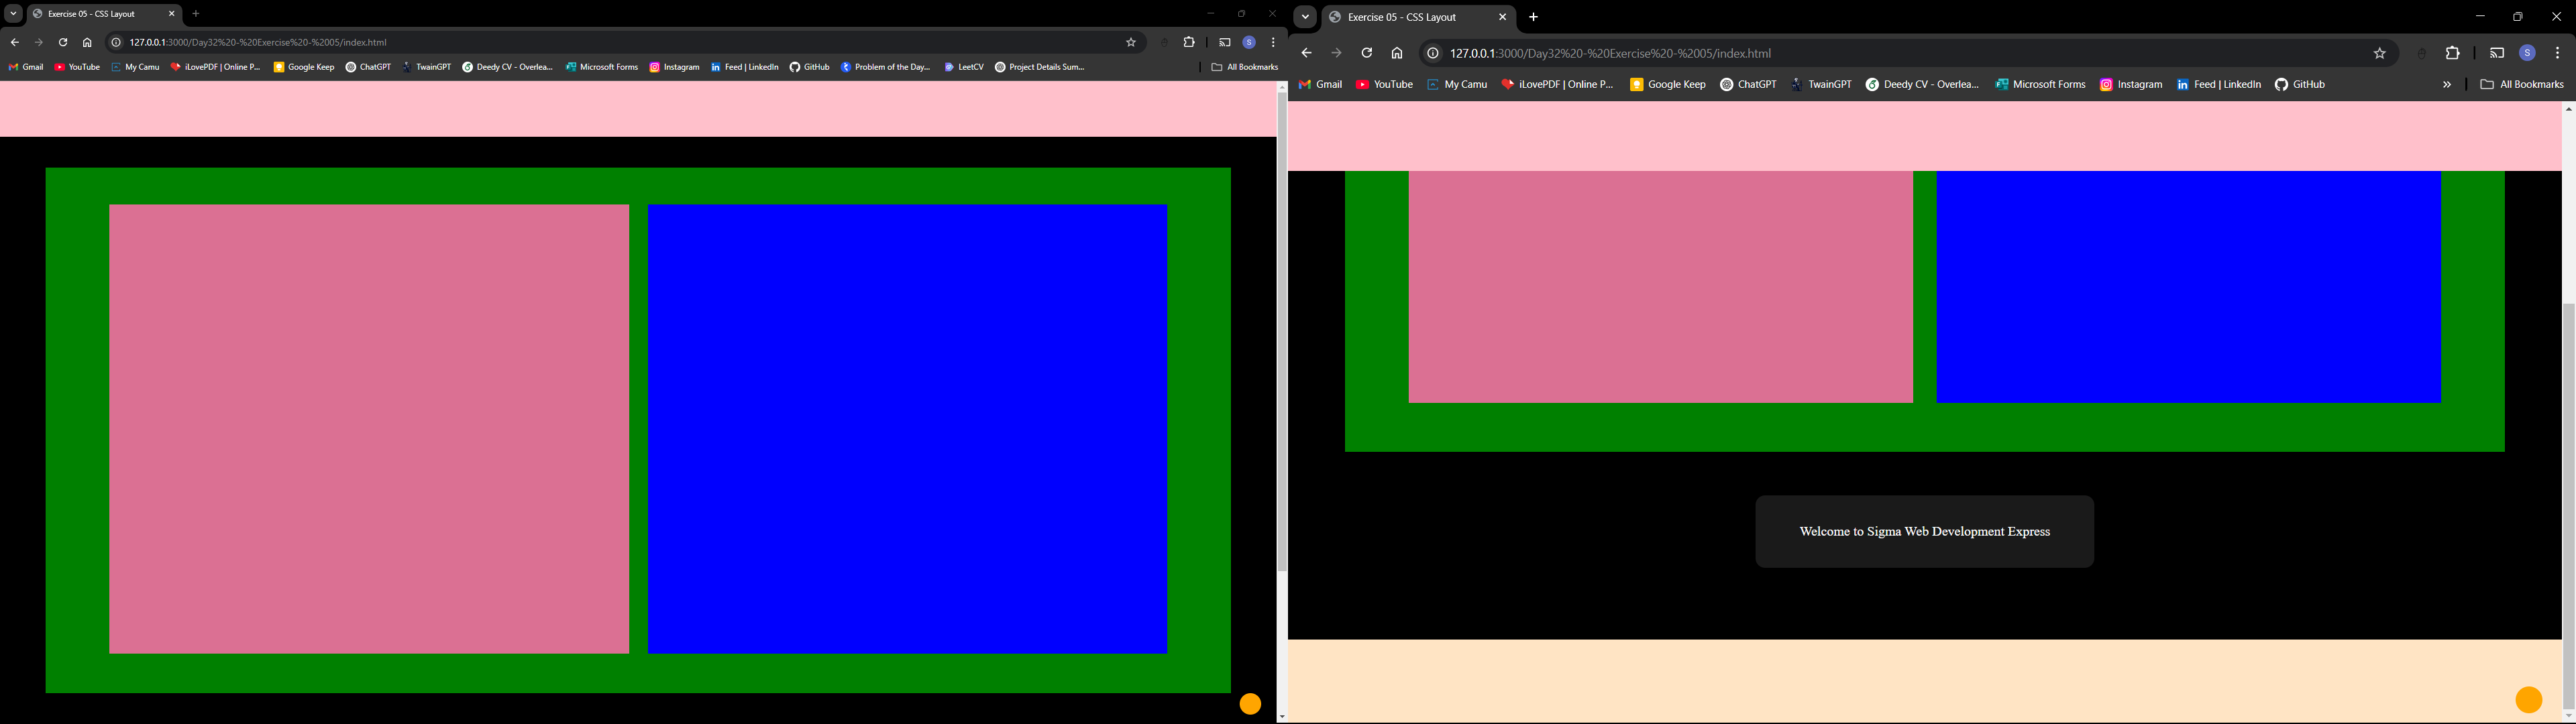 Exercise 05 - CSS Layout
127.0.0.1:3000/Day32%20-%20Exercise%20-%2005/index.html
S
Gmail YouTube My Camu iLovePDF | Online P... Google Keep ChatGPT TwainGPT Deedy CV - Overlea... Microsoft Forms Instagram Feed | LinkedIn GitHub Problem of the Day... LeetCV Project Details Sum... All Bookmarks
Exercise 05 - CSS Layout
127.0.0.1:3000/Day32%20-%20Exercise%20-%2005/index.html
S
Gmail YouTube My Camu iLovePDF | Online P... Google Keep ChatGPT TwainGPT Deedy CV - Overlea... Microsoft Forms Instagram Feed | LinkedIn GitHub » All Bookmarks
Welcome to Sigma Web Development Express